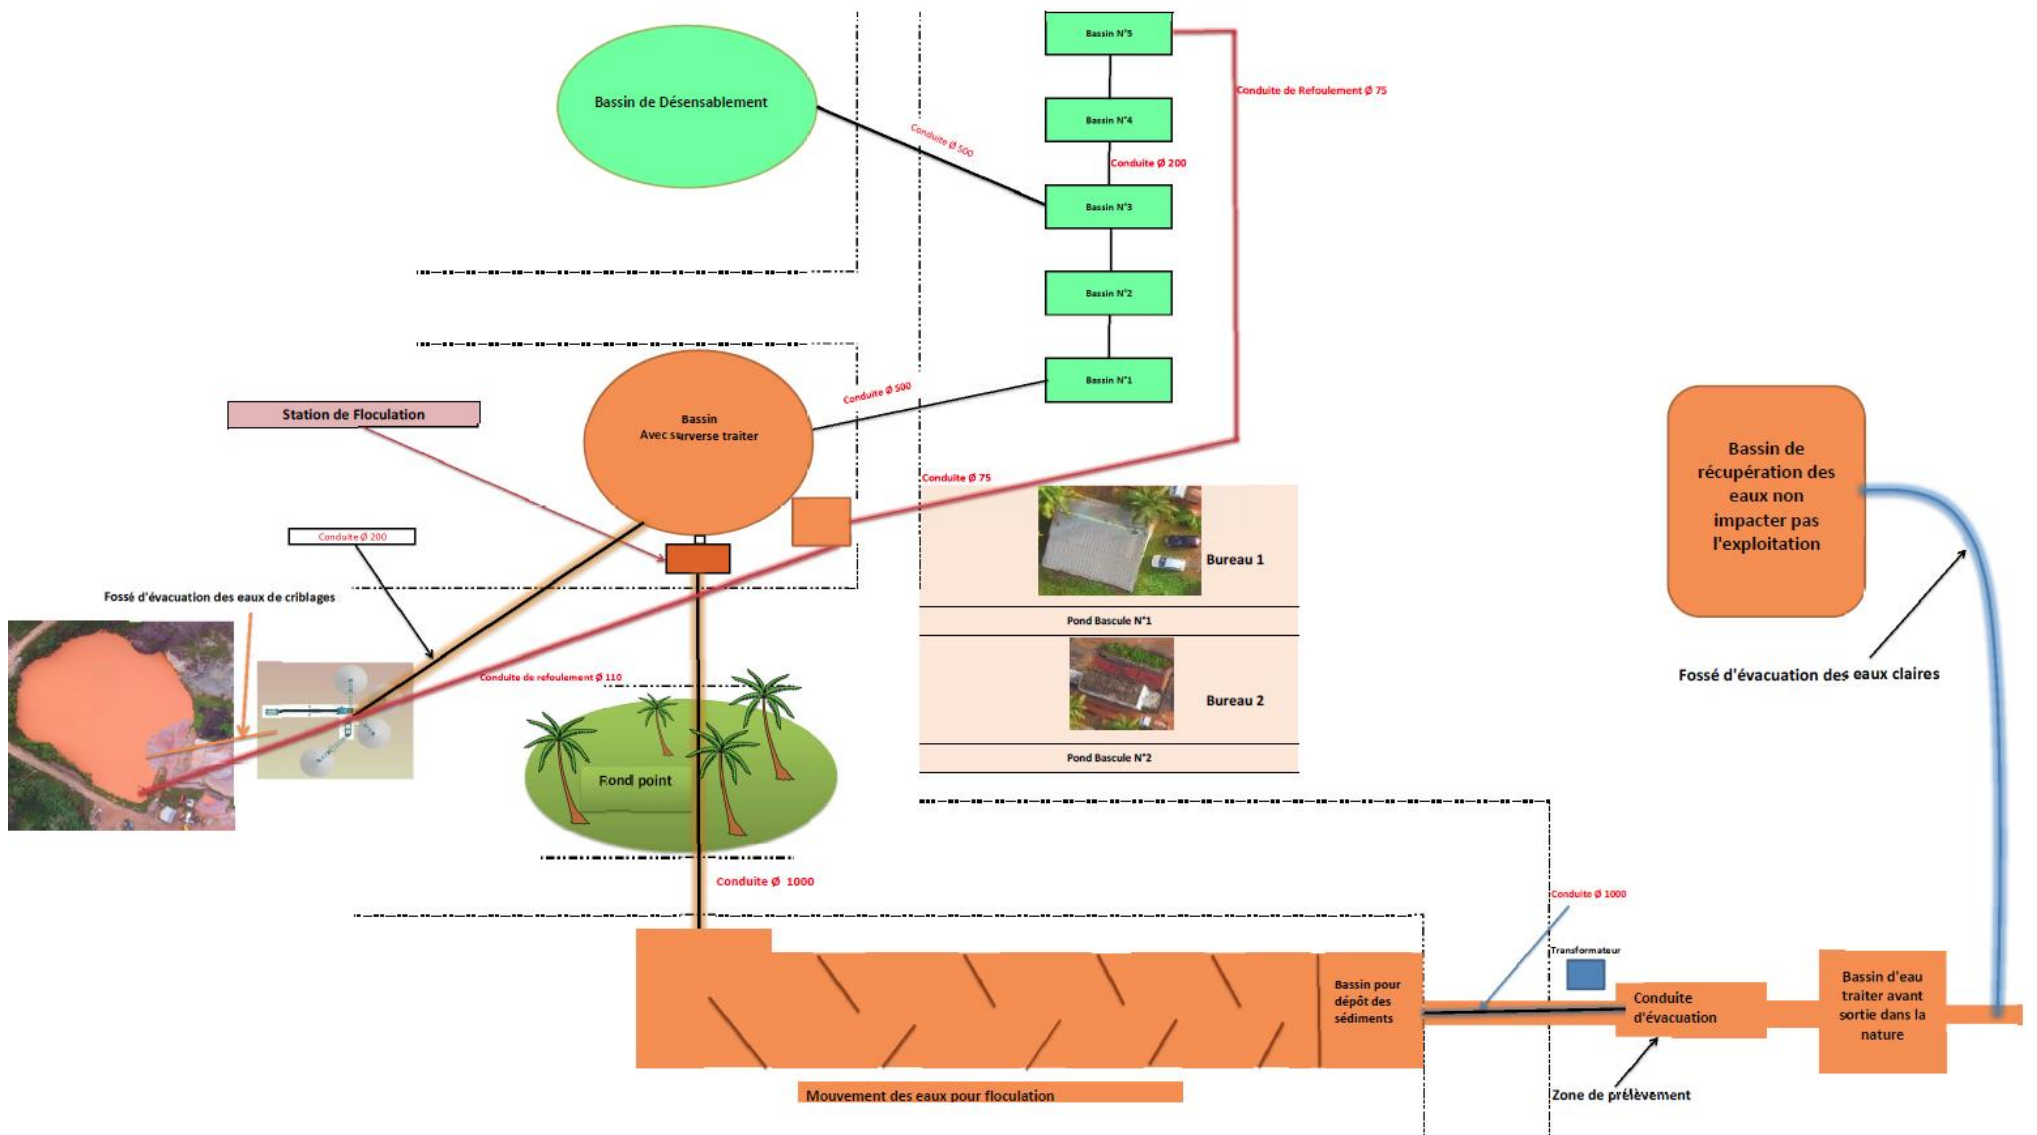 Bassin N°5
Bassin de Désensablement
Conduite de Refoulement Ø 75
Bassin N°4
Conduite Ø 500
Conduite Ø 200
Bassin N°3
Bassin N°2
Bassin N°1
Conduite Ø 500
Station de Floculation
Bassin
Avec surverse traiter
Conduite Ø 75
Bassin de
récupération des
eaux non
impacter pas
l'exploitation
Conduite Ø 200
Bureau 1
Fossé d'évacuation des eaux de criblages
Pond Bascule N°1
Conduite de refoulement Ø 110
Fossé d'évacuation des eaux claires
Bureau 2
Rond point
Pond Bascule N°2
Conduite Ø 1000
Conduite Ø 1000
Transformateur
Bassin pour
dépôt des
sédiments
Conduite
d'évacuation
Bassin d'eau
traiter avant
sortie dans la
nature
Mouvement des eaux pour floculation
Zone de prélèvement